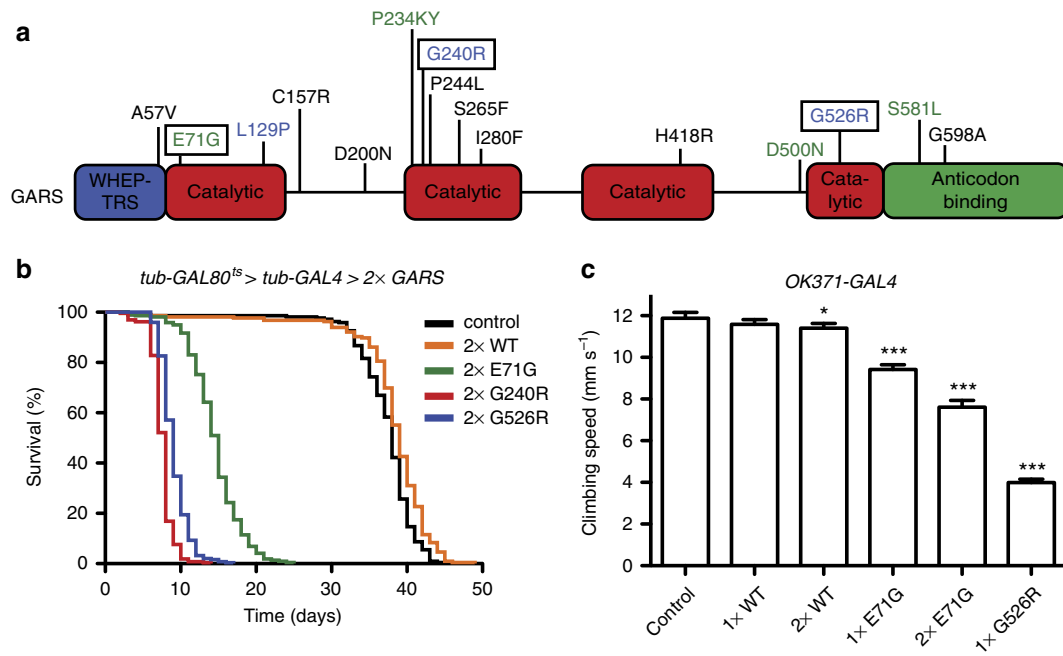 a
P234KY
G240R
A57V
C157R
P244L
E71G
L129P
S265F
D200N
I280F
H418R
D500N
G526R
S581L
G598A
GARS
WHEP-
TRS
Catalytic
Catalytic
Catalytic
Cata-
lytic
Anticodon
binding
b
tub-GAL80ts > tub-GAL4 > 2× GARS
Survival (%)
100
80
60
40
20
0
0 10 20 30 40 50
Time (days)
control
2× WT
2× E71G
2× G240R
2× G526R
c
OK371-GAL4
Climbing speed (mm s−1)
12
10
8
6
4
2
0
*
***
***
***
Control
1× WT
2× WT
1× E71G
2× E71G
1× G526R